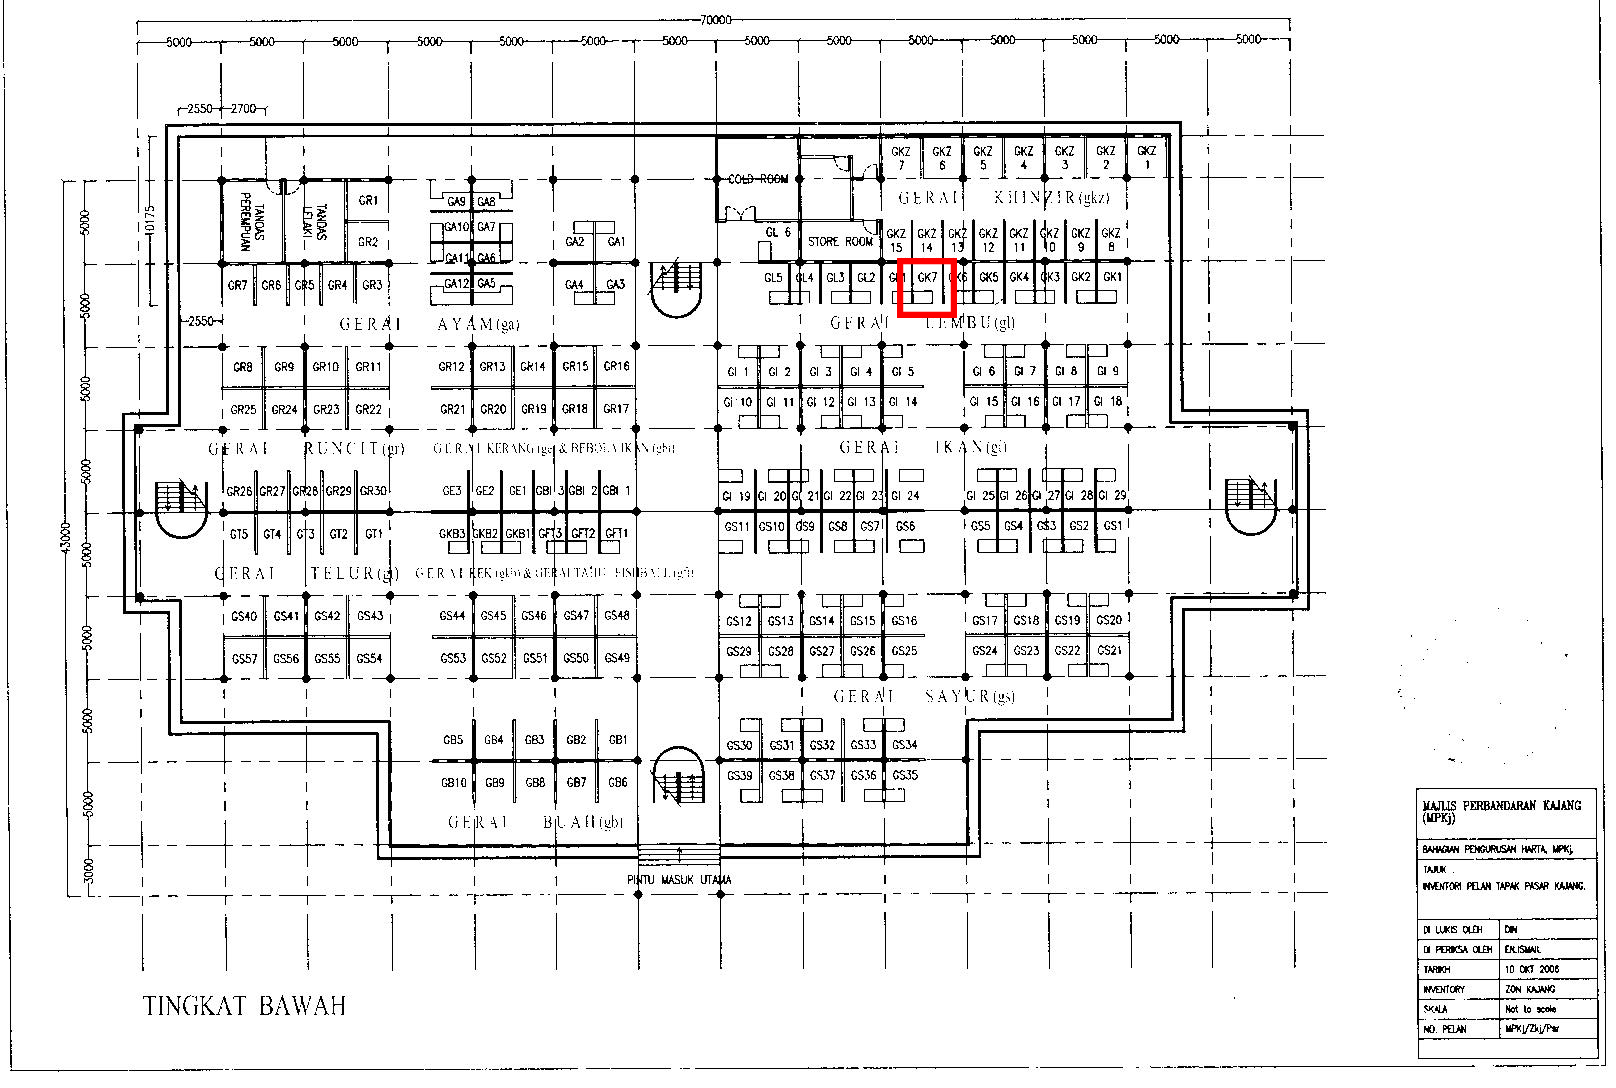 70000
5000 5000 5000 5000 5000 5000 5000 5000 5000 5000 5000 5000 5000 5000
2550 2700
10175
43000
5000
5000
5000
5000
5000
5000
5000
5000
3000
2550
TANDAS PEREMPUAN
TANDAS LELAKI
GR1
GR2
GR7 GR6 GR5 GR4 GR3
GA9 GA8
GA10 GA7
GA11 GA6
GA12 GA5
GA2 GA1
GA4 GA3
GERAI AYAM(ga)
COLD ROOM
GL 6
STORE ROOM
GKZ 7 GKZ 6 GKZ 5 GKZ 4 GKZ 3 GKZ 2 GKZ 1
GERAI KHINZIR(gkz)
GKZ 15 GKZ 14 GKZ 13 GKZ 12 GKZ 11 GKZ 10 GKZ 9 GKZ 8
GL5 GL4 GL3 GL2 GL1 GK7 GK6 GK5 GK4 GK3 GK2 GK1
GERAI LEMBU(gl)
GR8 GR9 GR10 GR11 GR12 GR13 GR14 GR15 GR16
GI 1 GI 2 GI 3 GI 4 GI 5 GI 6 GI 7 GI 8 GI 9
GR25 GR24 GR23 GR22 GR21 GR20 GR19 GR18 GR17
GI 10 GI 11 GI 12 GI 13 GI 14 GI 15 GI 16 GI 17 GI 18
GERAI RUNCIT(gr)
GERAI KERANG(ge) & BEBOLA IKAN(gbi)
GERAI IKAN(gi)
GR26 GR27 GR28 GR29 GR30 GE3 GE2 GE1 GBI 3 GBI 2 GBI 1
GI 19 GI 20 GI 21 GI 22 GI 23 GI 24 GI 25 GI 26 GI 27 GI 28 GI 29
GT5 GT4 GT3 GT2 GT1 GKB3 GKB2 GKB1 GFT3 GFT2 GFT1
GS11 GS10 GS9 GS8 GS7 GS6 GS5 GS4 GS3 GS2 GS1
GERAI TELUR(gt)
GERAI KEK(gkb) & GERAI TAHU FISHBALL(gft)
GS40 GS41 GS42 GS43 GS44 GS45 GS46 GS47 GS48
GS12 GS13 GS14 GS15 GS16 GS17 GS18 GS19 GS20
GS57 GS56 GS55 GS54 GS53 GS52 GS51 GS50 GS49
GS29 GS28 GS27 GS26 GS25 GS24 GS23 GS22 GS21
GERAI SAYUR(gs)
GB5 GB4 GB3 GB2 GB1
GS30 GS31 GS32 GS33 GS34
GB10 GB9 GB8 GB7 GB6
GS39 GS38 GS37 GS36 GS35
GERAI BUAH(gb)
PINTU MASUK UTAMA
TINGKAT BAWAH
MAJLIS PERBANDARAN KAJANG
(MPKj)
BAHAGIAN PENGURUSAN HARTA, MPKj.
TAJUK :
INVENTORI PELAN TAPAK PASAR KAJANG.
DI LUKIS OLEH DIN
DI PERIKSA OLEH EN.ISMAIL
TARIKH 10 OKT 2006
INVENTORY ZON KAJANG
SKALA Not to scale
NO. PELAN MPKj/Zkj/Psr